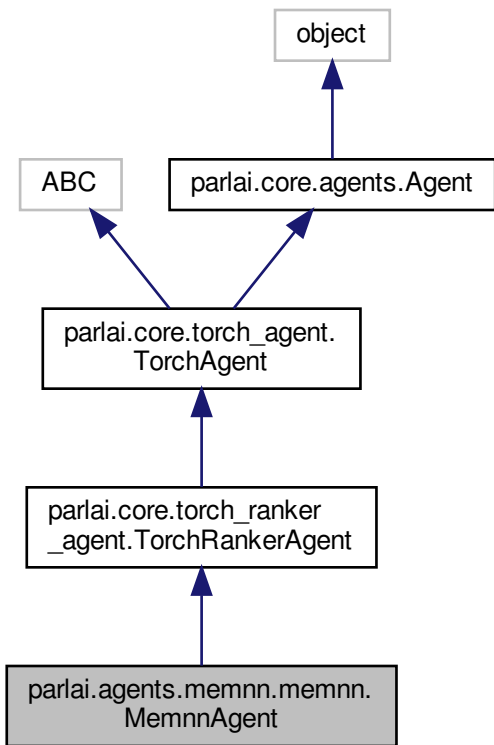 object
ABC
parlai.core.agents.Agent
parlai.core.torch_agent.
TorchAgent
parlai.core.torch_ranker
_agent.TorchRankerAgent
parlai.agents.memnn.memnn.
MemnnAgent